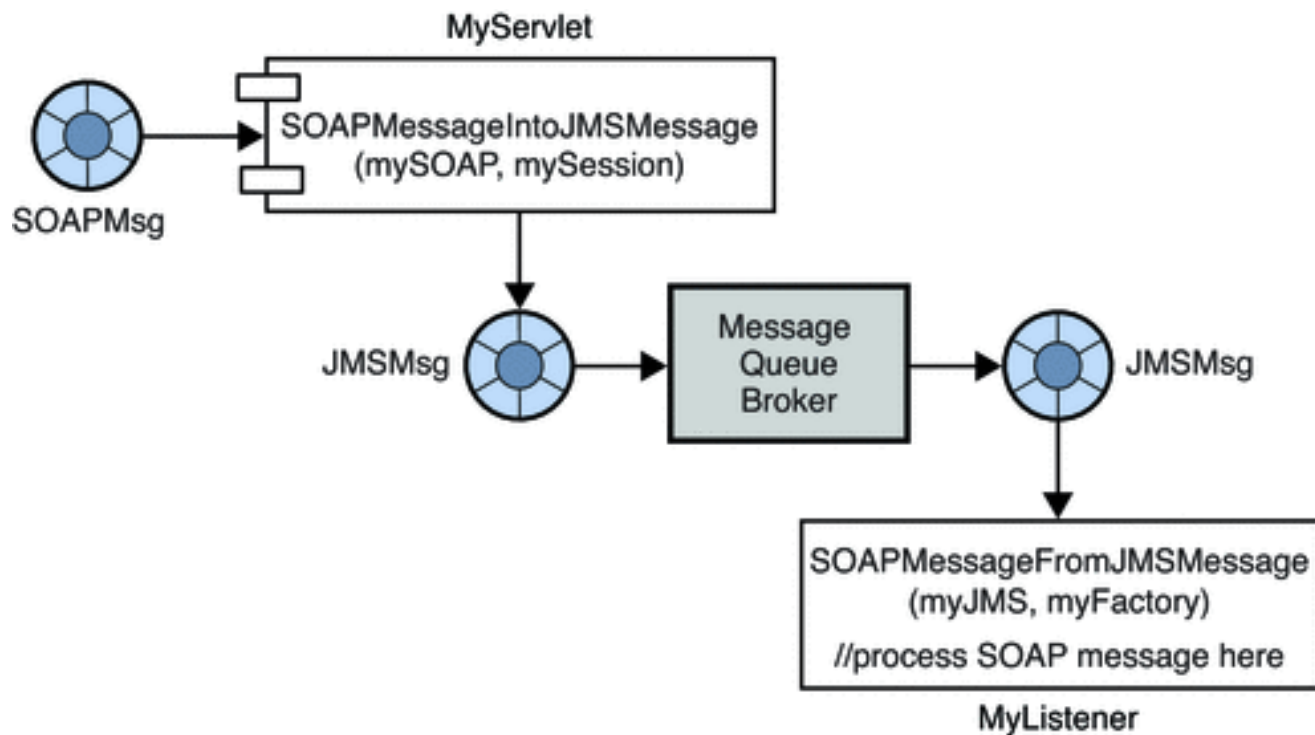 MyServlet
SOAPMessageIntoJMSMessage
(mySOAP, mySession)
SOAPMsg
JMSMsg
Message
Queue
Broker
JMSMsg
SOAPMessageFromJMSMessage
(myJMS, myFactory)
//process SOAP message here
MyListener